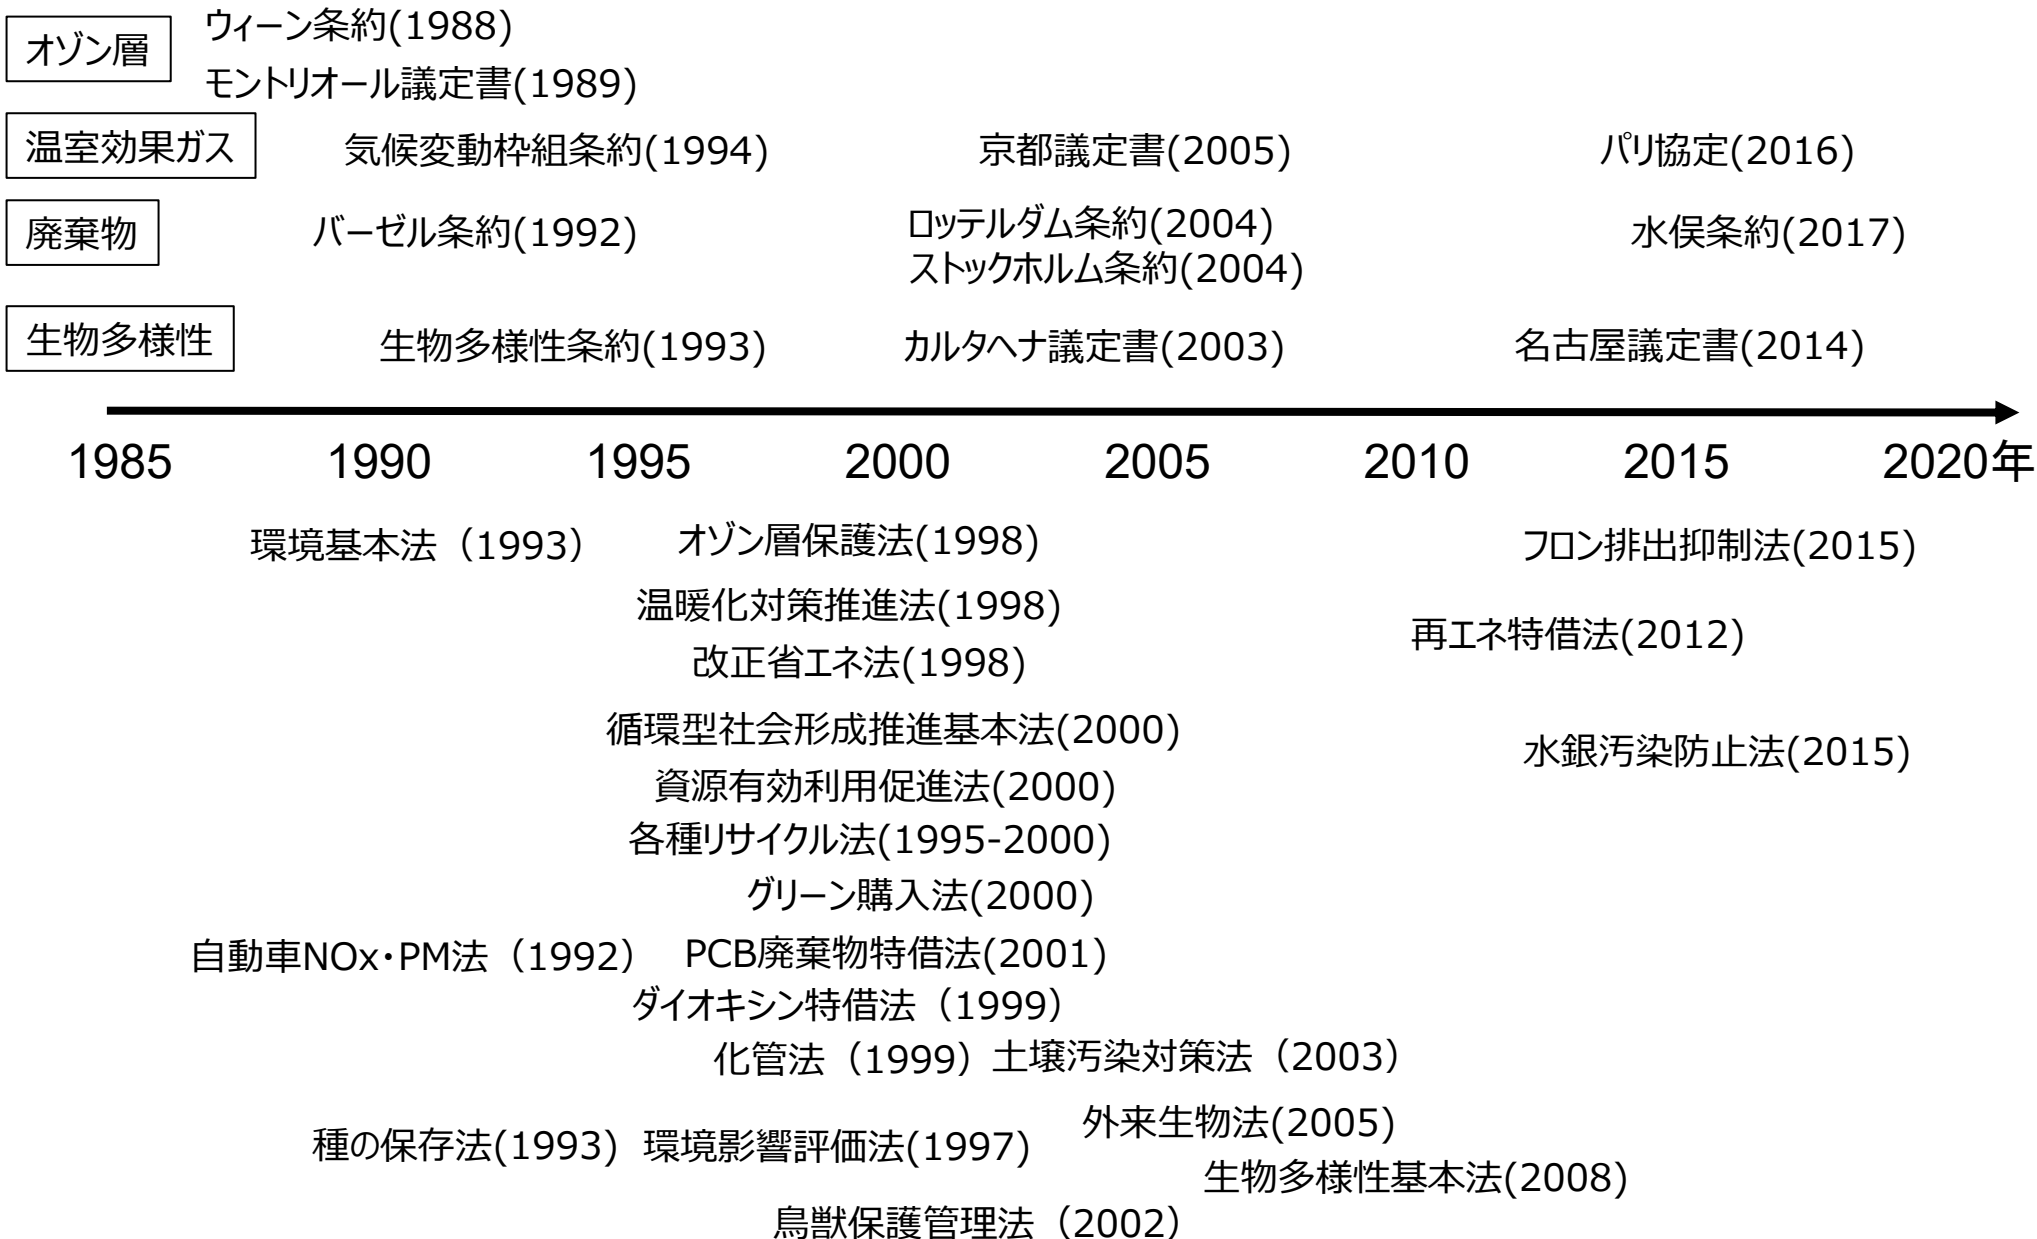 オゾン層
ウィーン条約(1988)
モントリオール議定書(1989)
温室効果ガス
気候変動枠組条約(1994)
京都議定書(2005)
パリ協定(2016)
廃棄物
バーゼル条約(1992)
ロッテルダム条約(2004)
ストックホルム条約(2004)
水俣条約(2017)
生物多様性
生物多様性条約(1993)
カルタヘナ議定書(2003)
名古屋議定書(2014)
1985 1990 1995 2000 2005 2010 2015 2020年
環境基本法（1993）
オゾン層保護法(1998)
フロン排出抑制法(2015)
温暖化対策推進法(1998)
再エネ特借法(2012)
改正省エネ法(1998)
循環型社会形成推進基本法(2000)
水銀汚染防止法(2015)
資源有効利用促進法(2000)
各種リサイクル法(1995-2000)
グリーン購入法(2000)
自動車NOx・PM法（1992）
PCB廃棄物特借法(2001)
ダイオキシン特借法（1999）
化管法（1999）
土壌汚染対策法（2003）
種の保存法(1993)
環境影響評価法(1997)
外来生物法(2005)
生物多様性基本法(2008)
鳥獣保護管理法（2002）